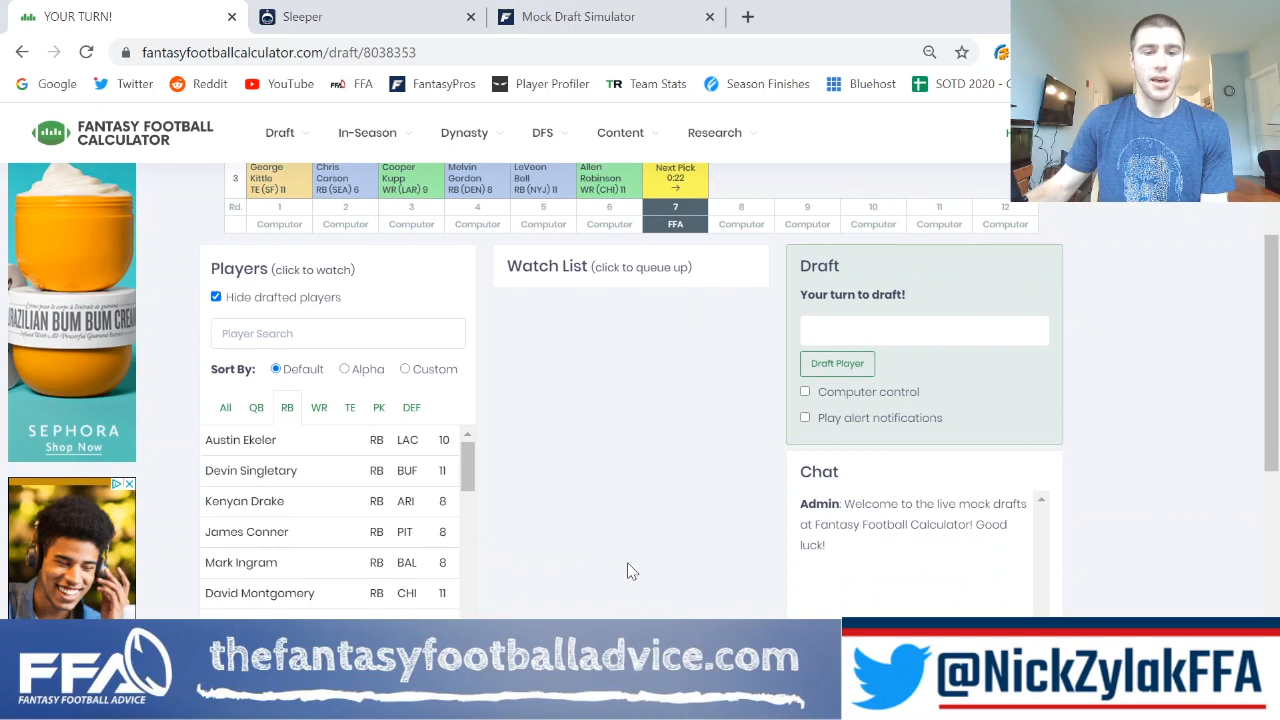 YOUR TURN!
Sleeper
Mock Draft Simulator
fantasyfootballcalculator.com/draft/8038353
Google Twitter Reddit YouTube FFA FantasyPros Player Profiler Team Stats Season Finishes Bluehost SOTD 2020 -
FANTASY FOOTBALL
CALCULATOR
Draft In-Season Dynasty DFS Content Research
3
George
Kittle
TE (SF) 11
Chris
Carson
RB (SEA) 6
Cooper
Kupp
WR (LAR) 9
Melvin
Gordon
RB (DEN) 8
LeVeon
Bell
RB (NYJ) 11
Allen
Robinson
WR (CHI) 11
Next Pick
0:22
→
Rd. 1 2 3 4 5 6 7 8 9 10 11 12
Computer Computer Computer Computer Computer Computer FFA Computer Computer Computer Computer Computer
Players (click to watch)
Hide drafted players
Player Search
Sort By: Default Alpha Custom
All QB RB WR TE PK DEF
Austin Ekeler RB LAC 10
Devin Singletary RB BUF 11
Kenyan Drake RB ARI 8
James Conner RB PIT 8
Mark Ingram RB BAL 8
David Montgomery RB CHI 11
Watch List (click to queue up)
Draft
Your turn to draft!
Draft Player
Computer control
Play alert notifications
Chat
Admin: Welcome to the live mock drafts
at Fantasy Football Calculator! Good
luck!
BRAZILIAN BUM BUM CREAM
SEPHORA
Shop Now
FFA
FANTASY FOOTBALL ADVICE
thefantasyfootballadvice.com
@NickZylakFFA